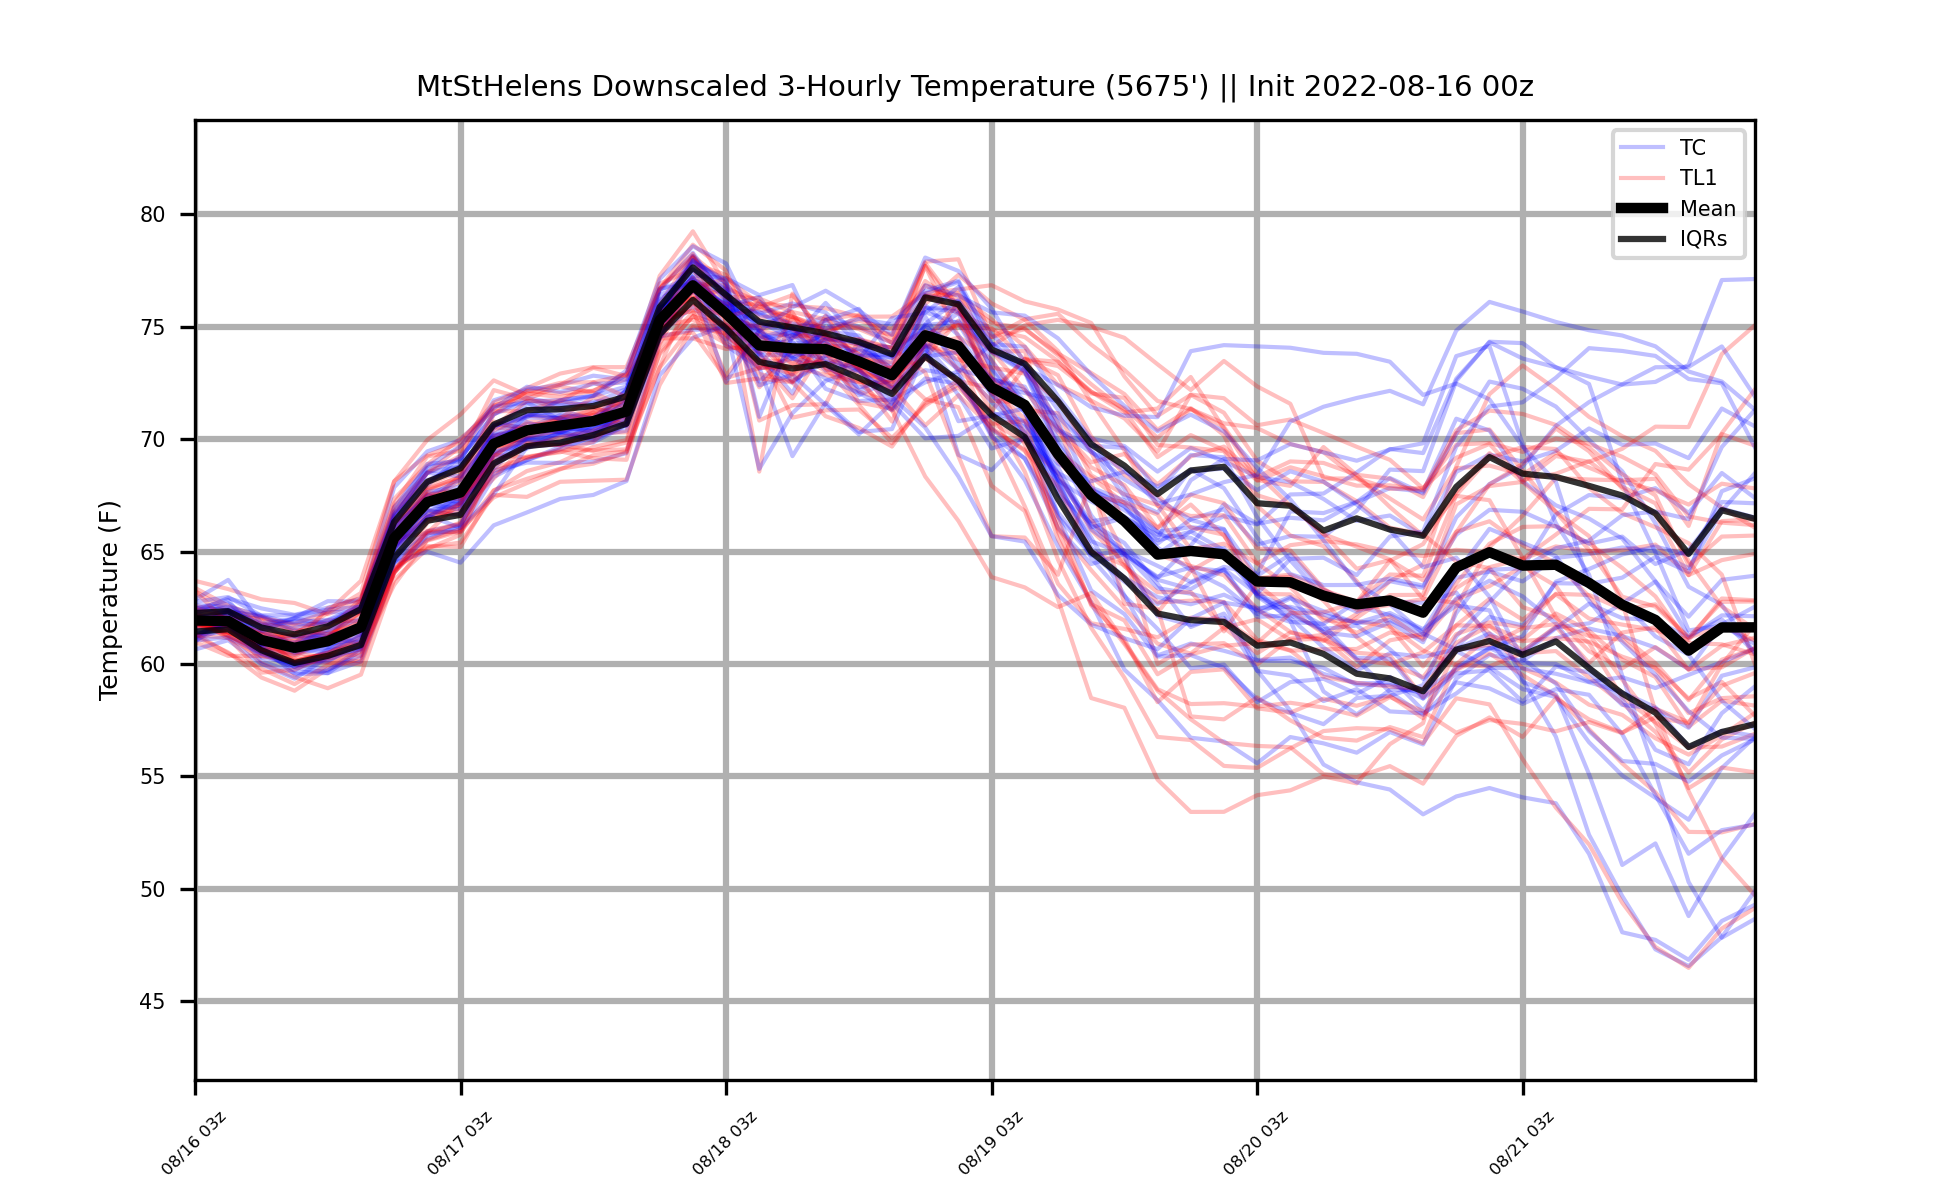 MtStHelens Downscaled 3-Hourly Temperature (5675') || Init 2022-08-16 00z
TC
TL1
Mean
IQRs
Temperature (F)
80
75
70
65
60
55
50
45
08/16 03z
08/17 03z
08/18 03z
08/19 03z
08/20 03z
08/21 03z